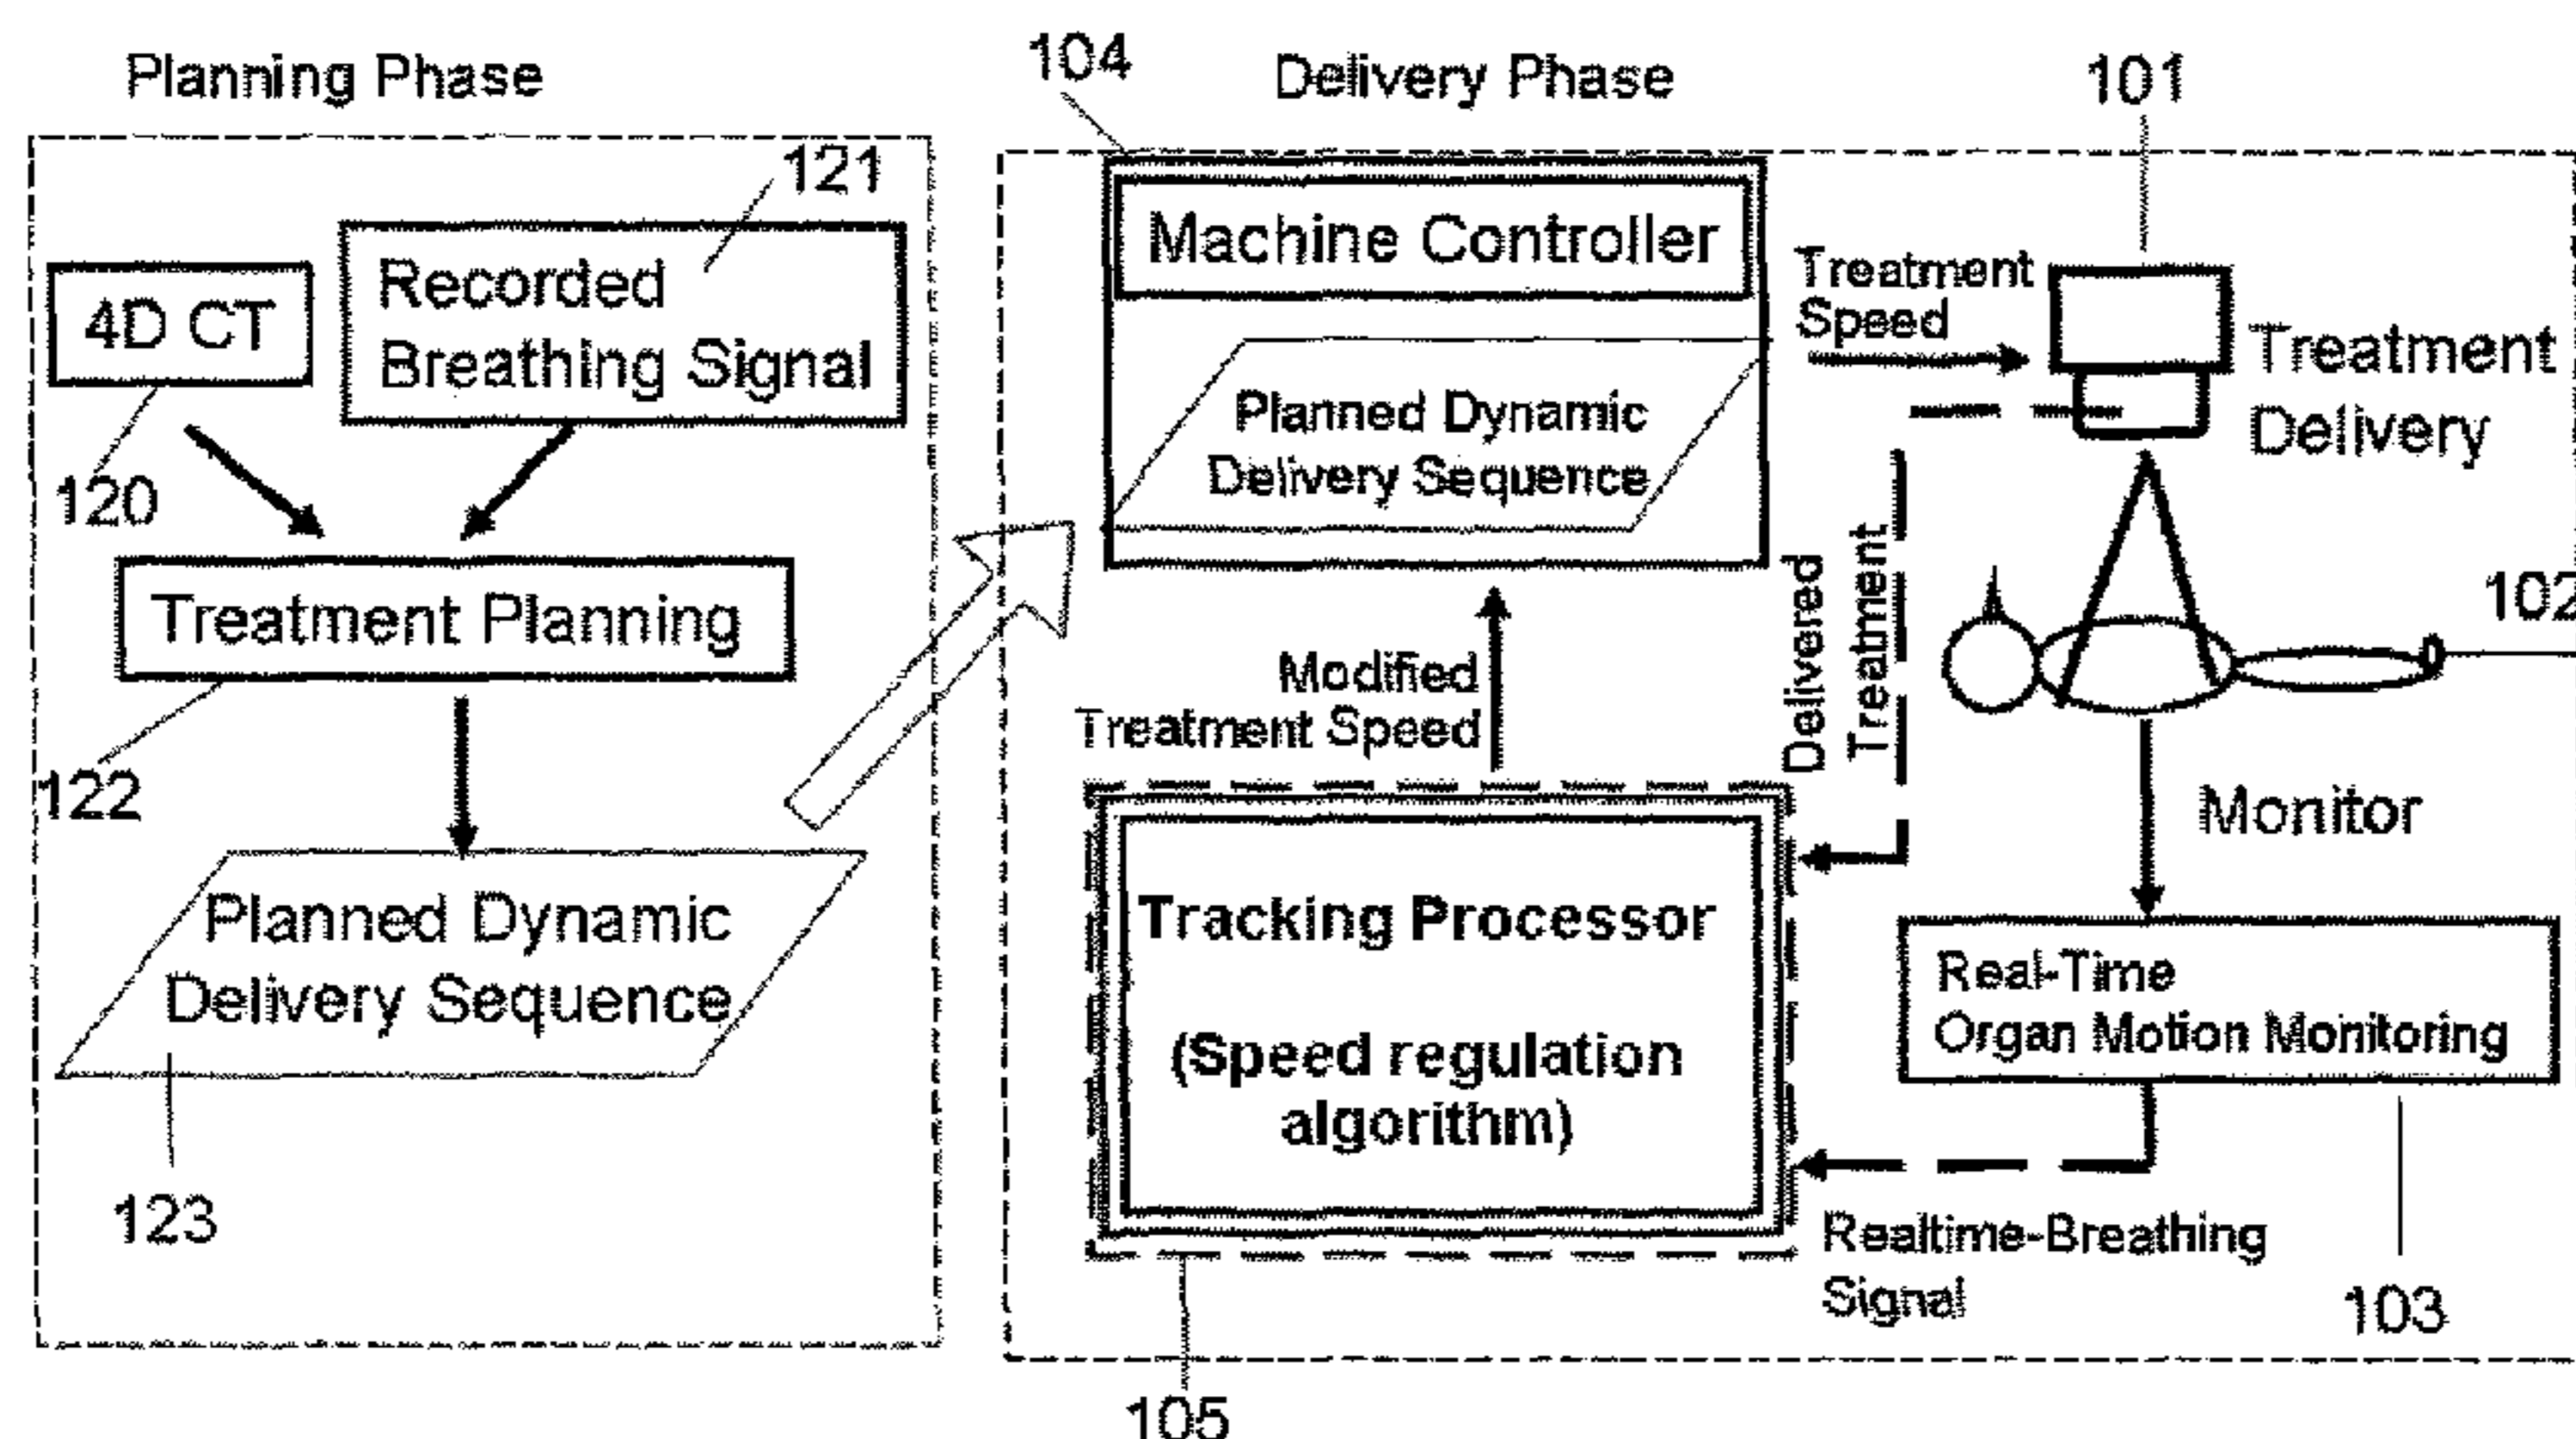 Planning Phase
121
4D CT
Recorded
Breathing Signal
120
Treatment Planning
122
Planned Dynamic
Delivery Sequence
123
104
Delivery Phase
101
Machine Controller
Planned Dynamic
Delivery Sequence
Treatment
Speed
Treatment
Delivery
102
Modified
Treatment Speed
Delivered
Treatment
Monitor
Tracking Processor
(Speed regulation
algorithm)
Real-Time
Organ Motion Monitoring
Realtime-Breathing
Signal
103
105